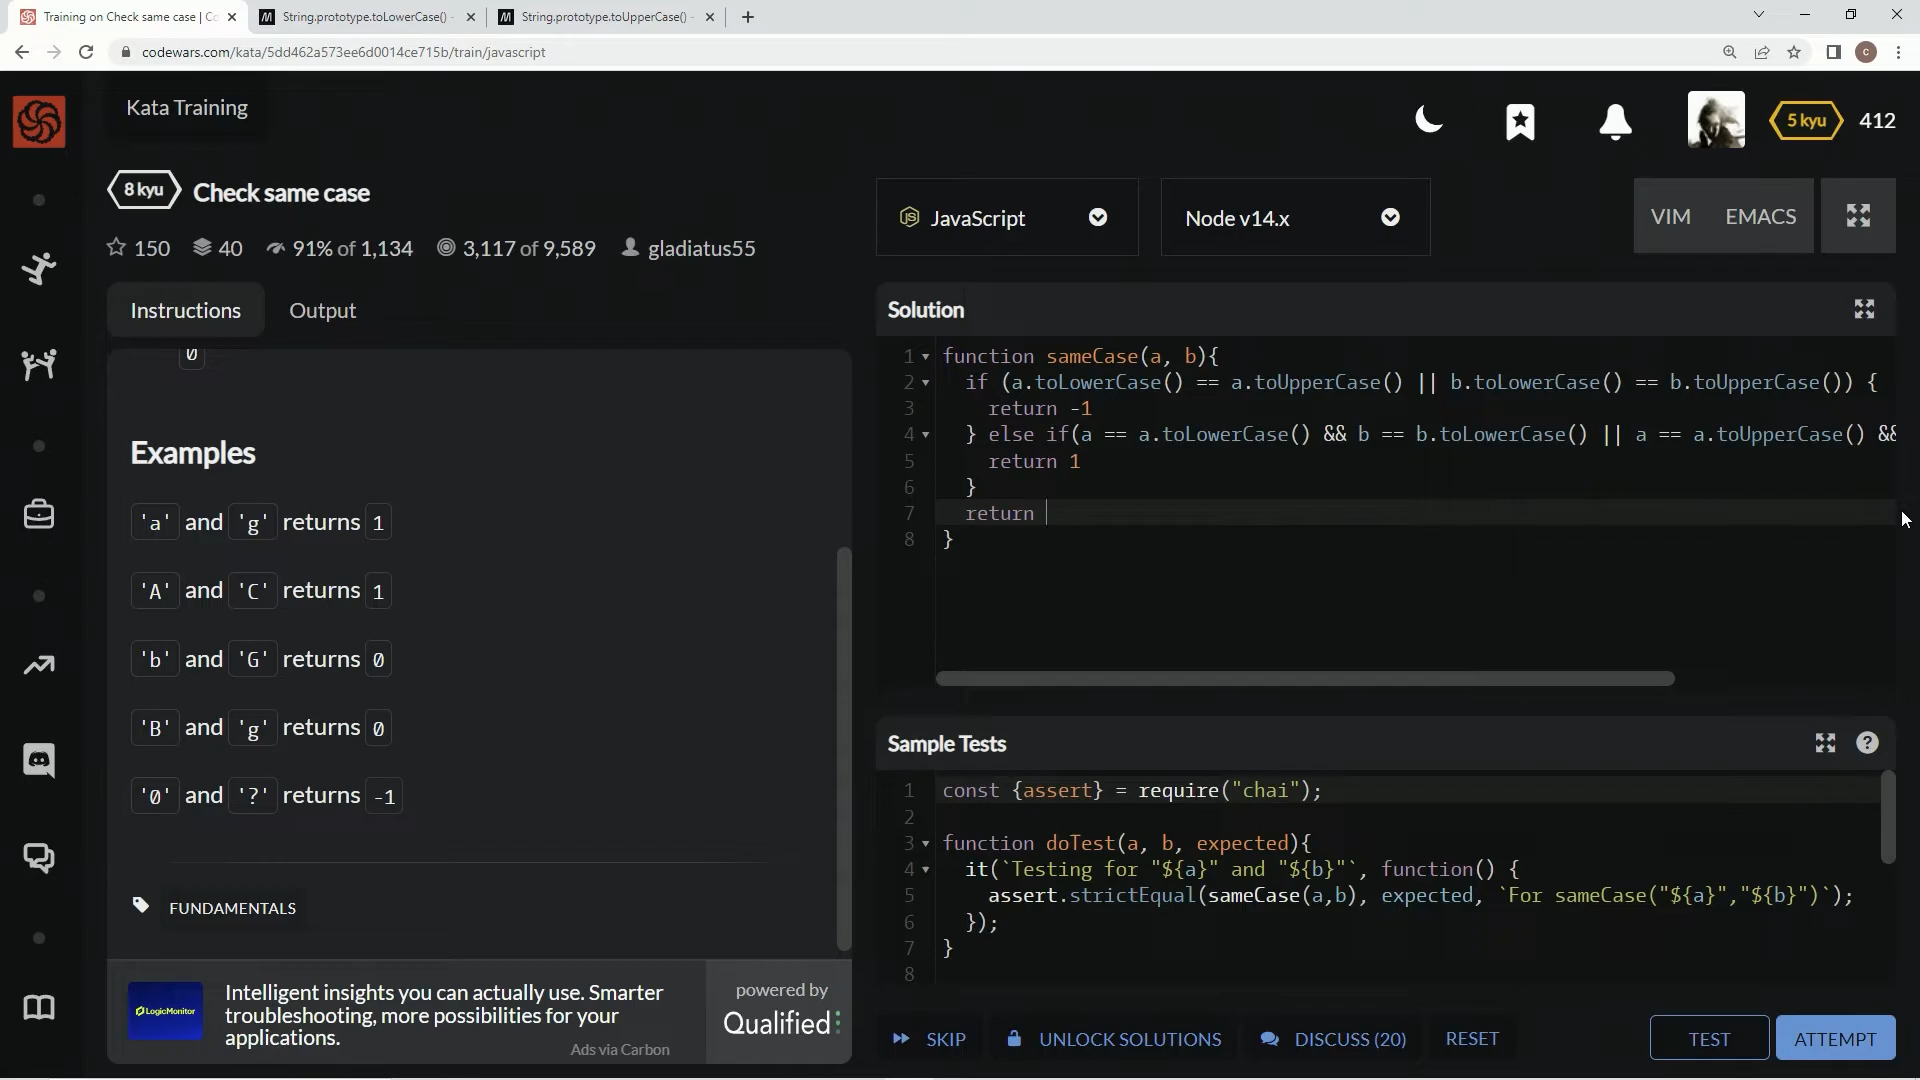 Training on Check same case | Co
String.prototype.toLowerCase() -
String.prototype.toUpperCase() -
codewars.com/kata/5dd462a573ee6d0014ce715b/train/javascript
C
Kata Training
5 kyu
412
8 kyu
Check same case
150
40
91% of 1,134
3,117 of 9,589
gladiatus55
JS JavaScript
Node v14.x
VIM
EMACS
Instructions
Output
0
Examples
'a' and 'g' returns 1
'A' and 'C' returns 1
'b' and 'G' returns 0
'B' and 'g' returns 0
'0' and '?' returns -1
FUNDAMENTALS
LogicMonitor
Intelligent insights you can actually use. Smarter
troubleshooting, more possibilities for your
applications.
Ads via Carbon
powered by
Qualified
Solution
1 function sameCase(a, b){
2 if (a.toLowerCase() == a.toUpperCase() || b.toLowerCase() == b.toUpperCase()) {
3 return -1
4 } else if(a == a.toLowerCase() && b == b.toLowerCase() || a == a.toUpperCase() &&
5 return 1
6 }
7 return
8 }
Sample Tests
1 const {assert} = require("chai");
2
3 function doTest(a, b, expected){
4 it(`Testing for "${a}" and "${b}"`, function() {
5 assert.strictEqual(sameCase(a,b), expected, `For sameCase("${a}","${b}")`);
6 });
7 }
8
SKIP
UNLOCK SOLUTIONS
DISCUSS (20)
RESET
TEST
ATTEMPT